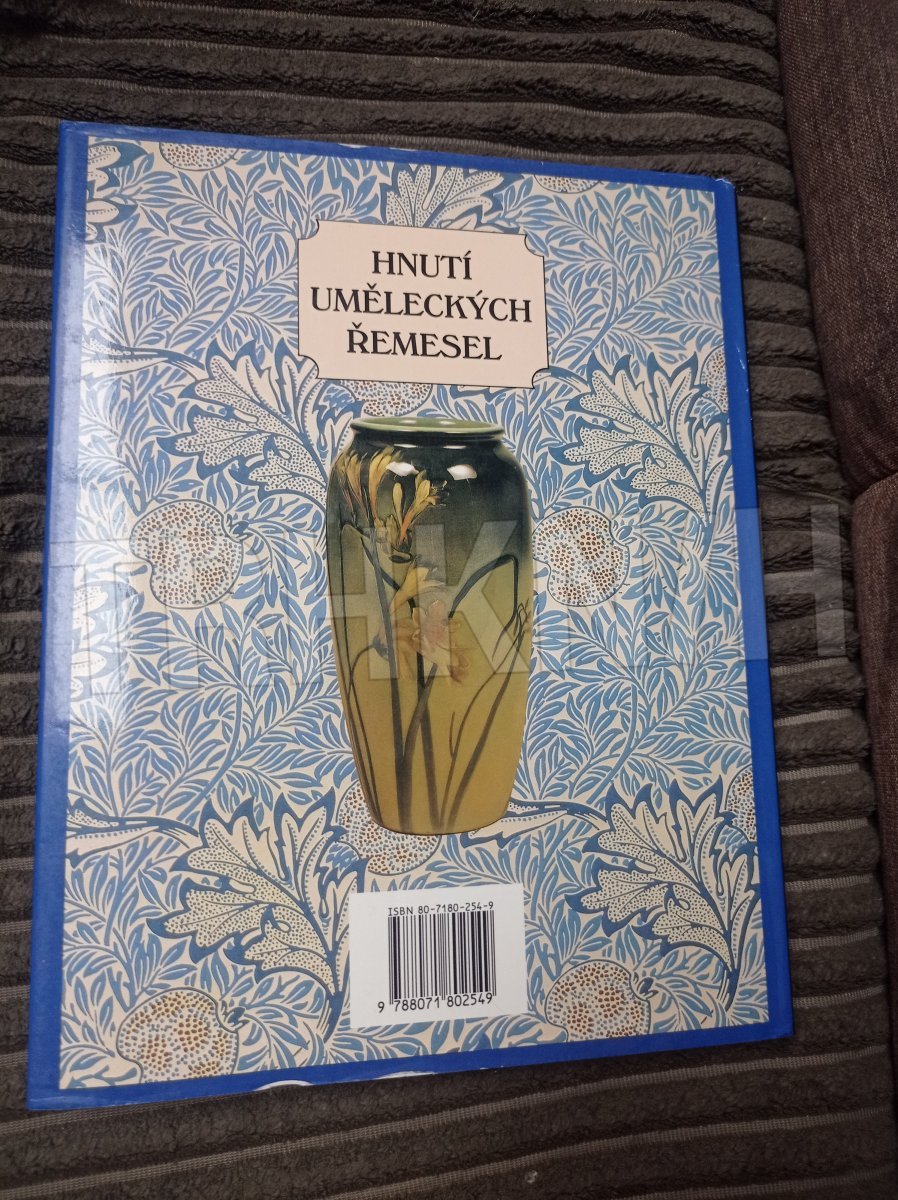 HNUTÍ
UMĚLECKÝCH
ŘEMESEL
ISBN 80-7180-254-9
9 788071 802549